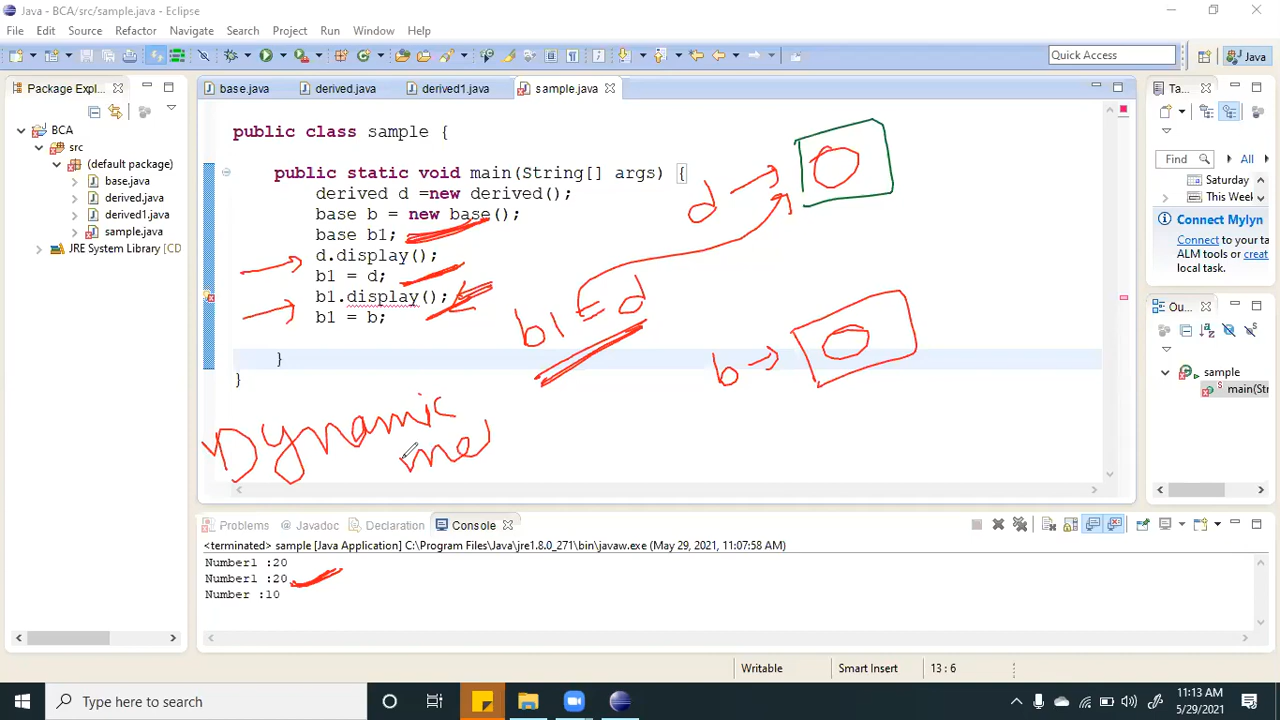 Java - BCA/src/sample.java - Eclipse
File Edit Source Refactor Navigate Search Project Run Window Help
Quick Access
Java
Package Expl...
base.java
derived.java
derived1.java
sample.java
Ta...
BCA
src
(default package)
base.java
derived.java
derived1.java
sample.java
JRE System Library [CD
public class sample {
public static void main(String[] args) {
derived d =new derived();
base b = new base();
base b1;
d.display();
b1 = d;
b1.display();
b1 = b;
}
}
d
b1 = d
b
Dynamic
me
Find
All
Saturday
This Week
Connect Mylyn
Connect to your ta
ALM tools or creat
Ou...
sample
main(Str
Problems Javadoc Declaration Console
<terminated> sample [Java Application] C:\Program Files\Java\jre1.8.0_271\bin\javaw.exe (May 29, 2021, 11:07:58 AM)
Number1 :20
Number1 :20
Number :10
Writable Smart Insert 13 : 6
Type here to search
11:13 AM
5/29/2021